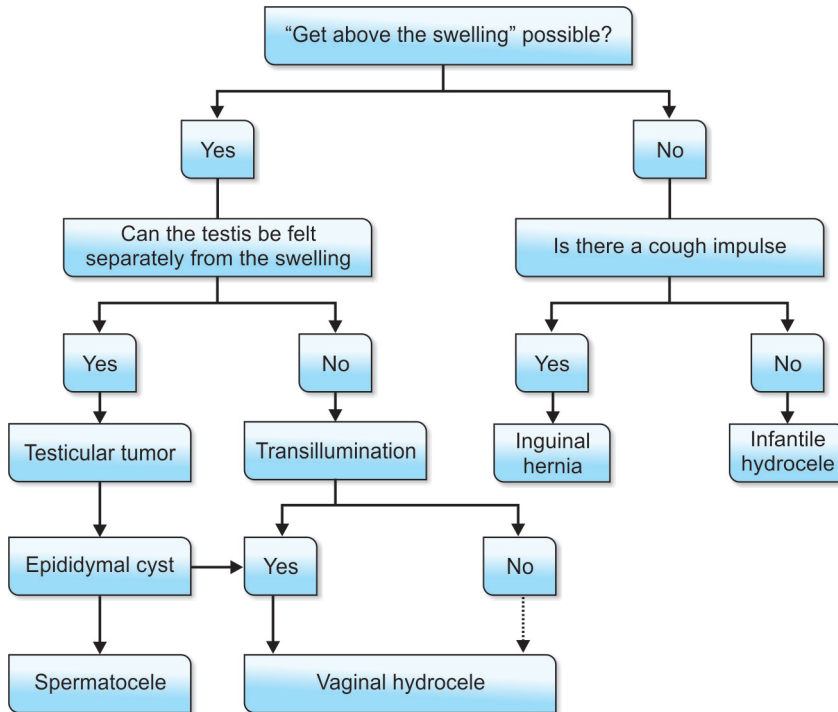 “Get above the swelling” possible?
Yes
No
Can the testis be felt
separately from the swelling
Is there a cough impulse
Yes
No
Yes
No
Testicular tumor
Transillumination
Inguinal
hernia
Infantile
hydrocele
Epididymal cyst
Yes
No
Spermatocele
Vaginal hydrocele